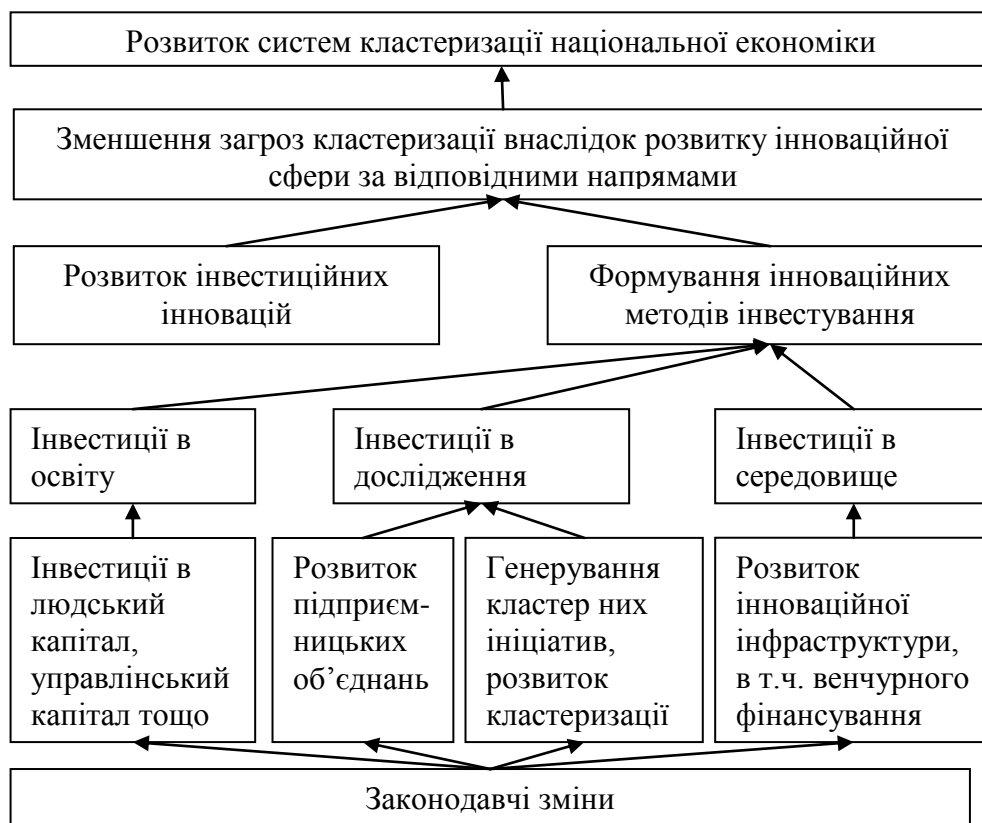 Розвиток систем кластеризації національної економіки
Зменшення загроз кластеризації внаслідок розвитку інноваційної
сфери за відповідними напрямами
Розвиток інвестиційних
інновацій
Формування інноваційних
методів інвестування
Інвестиції в
освіту
Інвестиції в
дослідження
Інвестиції в
середовище
Інвестиції в
людський
капітал,
управлінський
капітал тощо
Розвиток
підприєм-
ницьких
об’єднань
Генерування
кластер них
ініціатив,
розвиток
кластеризації
Розвиток
інноваційної
інфраструктури,
в т.ч. венчурного
фінансування
Законодавчі зміни